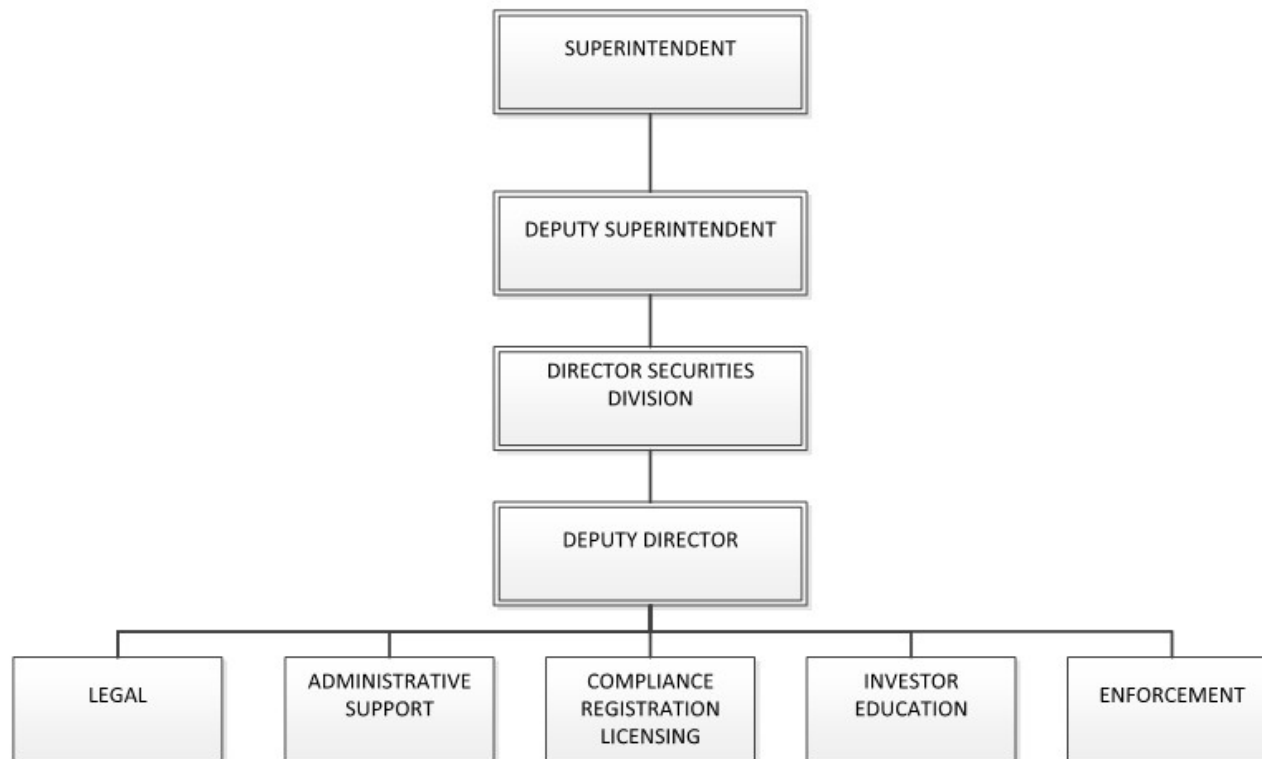 SUPERINTENDENT
DEPUTY SUPERINTENDENT
DIRECTOR SECURITIES
DIVISION
DEPUTY DIRECTOR
LEGAL
ADMINISTRATIVE
SUPPORT
COMPLIANCE
REGISTRATION
LICENSING
INVESTOR
EDUCATION
ENFORCEMENT